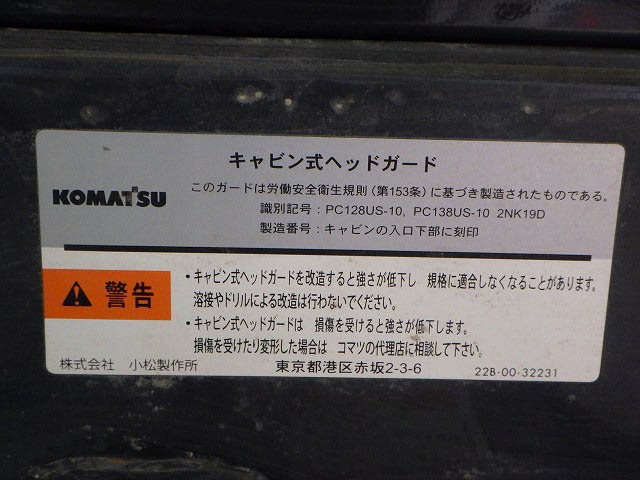 キャビン式ヘッドガード
KOMATSU
このガードは労働安全衛生規則（第153条）に基づき製造されたものである。
識別記号：PC128US-10, PC138US-10 2NK19D
製造番号：キャビンの入口下部に刻印
警告
・キャビン式ヘッドガードを改造すると強さが低下し 規格に適合しなくなることがあります。
溶接やドリルによる改造は行わないでください。
・キャビン式ヘッドガードは 損傷を受けると強さが低下します。
損傷を受けたり変形した場合は コマツの代理店に相談して下さい。
株式会社 小松製作所 東京都港区赤坂2-3-6 22B-00-32231